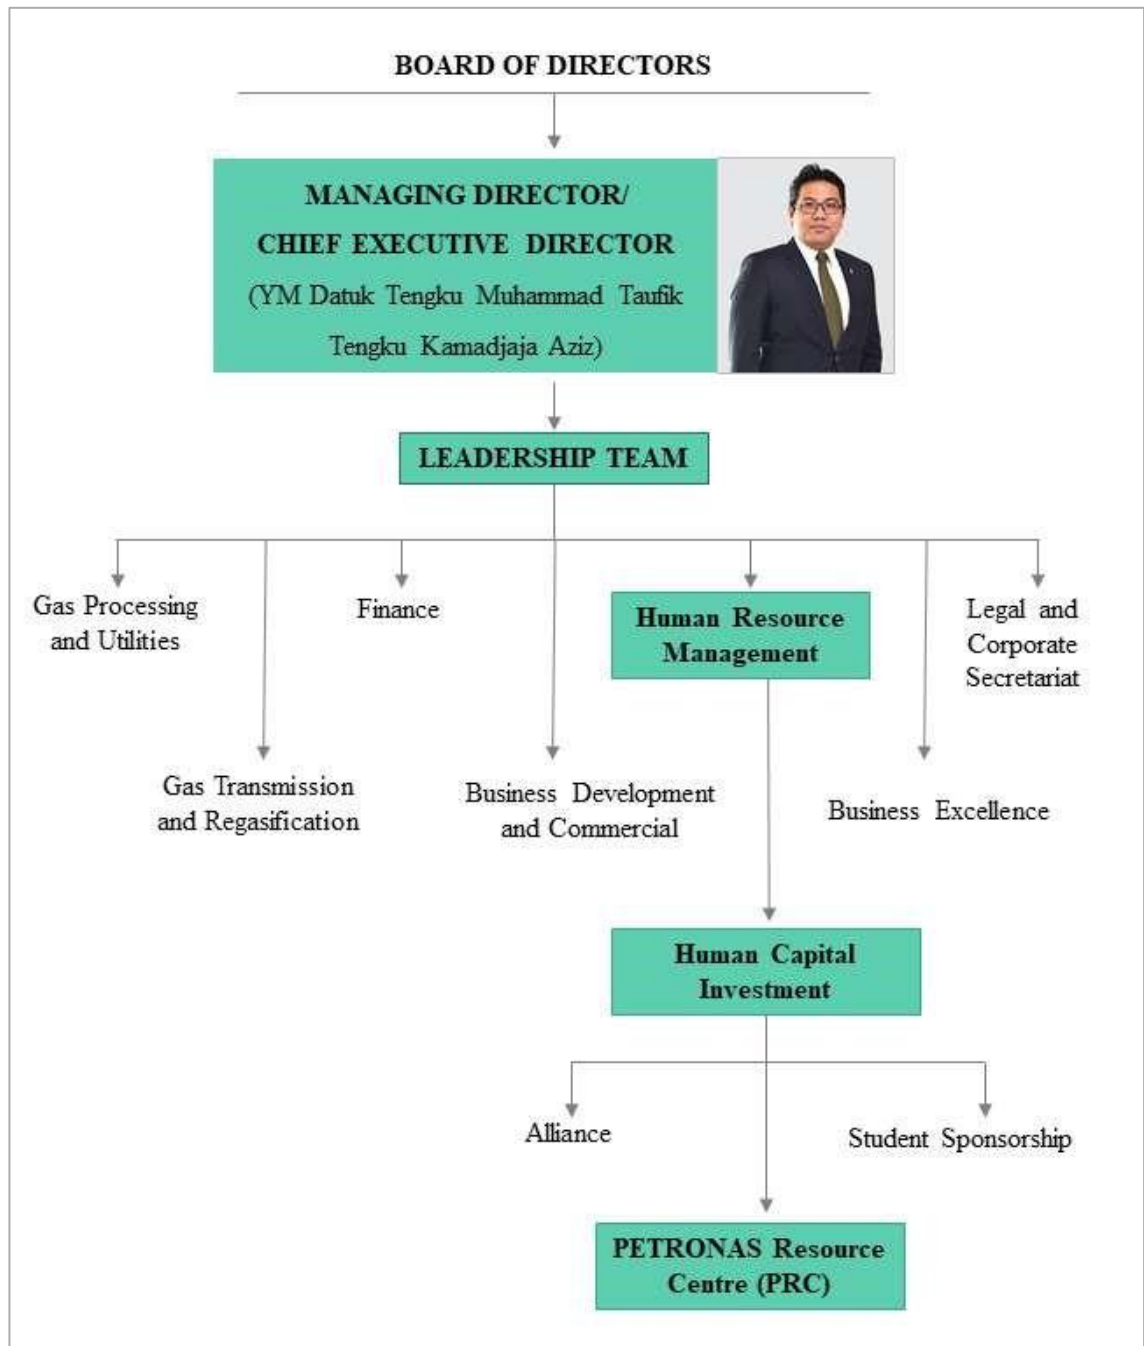 BOARD OF DIRECTORS
MANAGING DIRECTOR/
CHIEF EXECUTIVE DIRECTOR
(YM Datuk Tengku Muhammad Taufik
Tengku Kamadjaja Aziz)
LEADERSHIP TEAM
Gas Processing
and Utilities
Finance
Human Resource
Management
Legal and
Corporate
Secretariat
Gas Transmission
and Regasification
Business Development
and Commercial
Business Excellence
Human Capital
Investment
Alliance
Student Sponsorship
PETRONAS Resource
Centre (PRC)